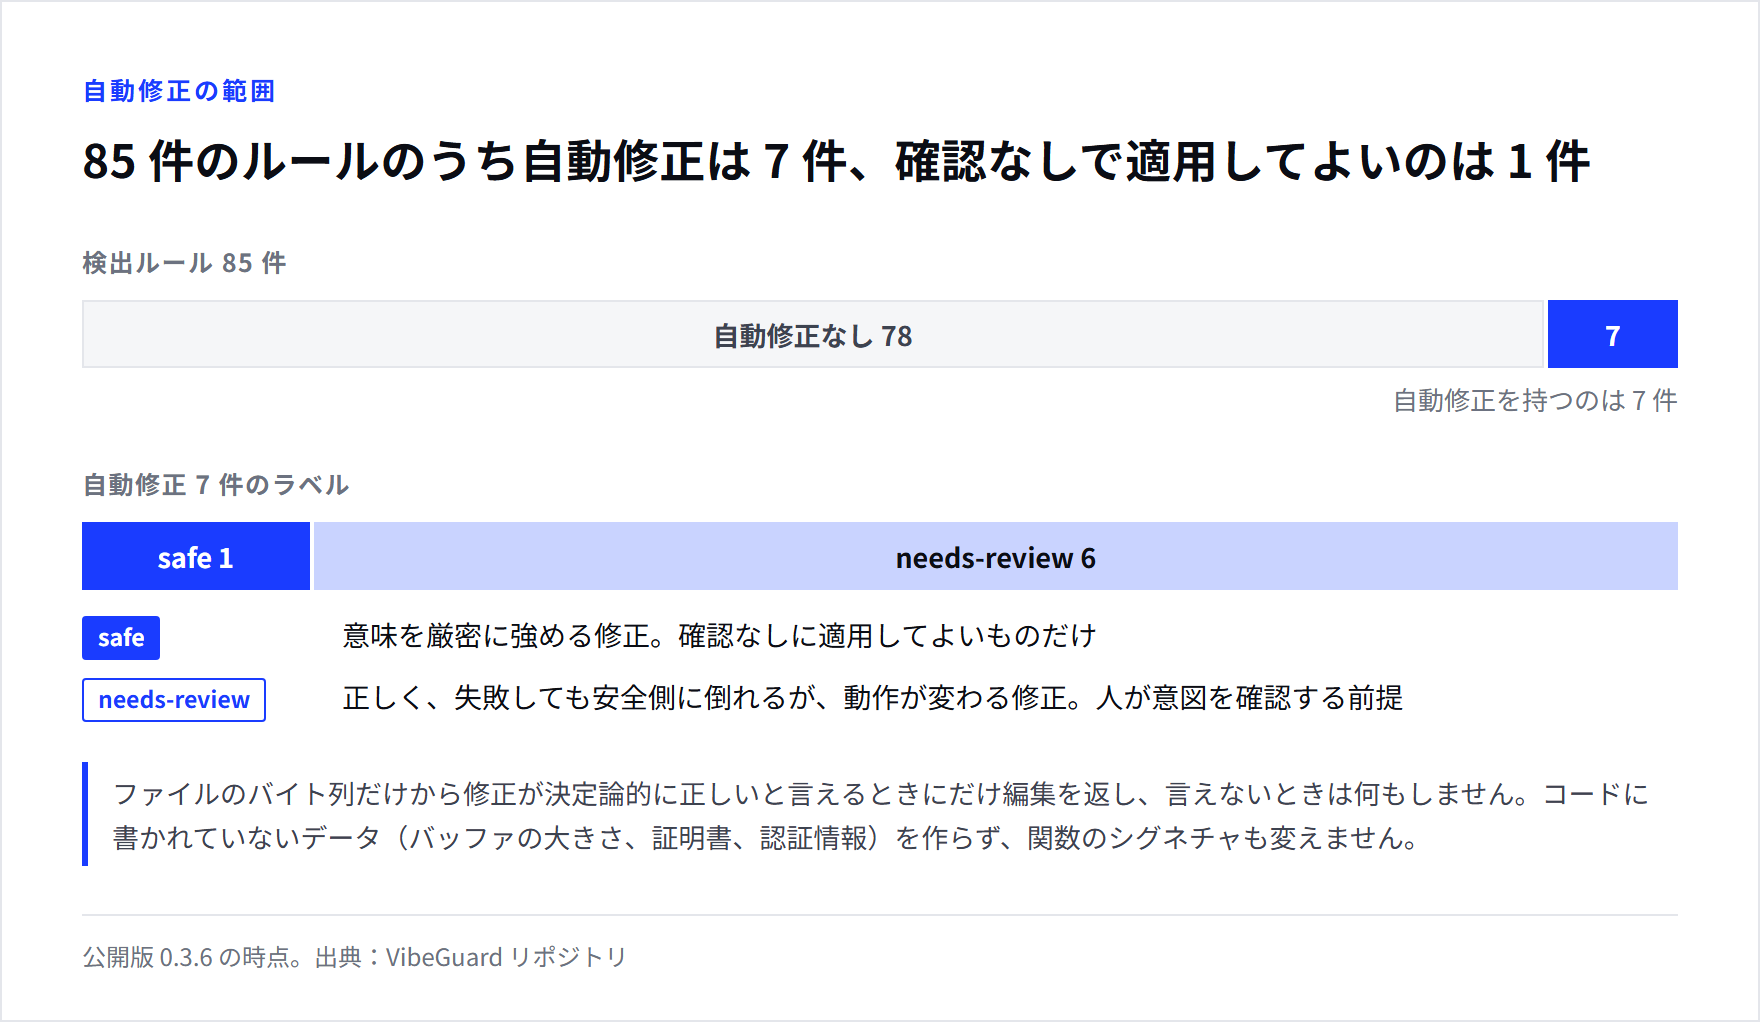 自動修正の範囲
85 件のルールのうち自動修正は 7 件、確認なしで適用してよいのは 1 件
検出ルール 85 件
自動修正なし 78
7
自動修正を持つのは 7 件
自動修正 7 件のラベル
safe 1
needs-review 6
safe
意味を厳密に強める修正。確認なしに適用してよいものだけ
needs-review
正しく、失敗しても安全側に倒れるが、動作が変わる修正。人が意図を確認する前提
ファイルのバイト列だけから修正が決定論的に正しいと言えるときにだけ編集を返し、言えないときは何もしません。コードに
書かれていないデータ（バッファの大きさ、証明書、認証情報）を作らず、関数のシグネチャも変えません。
公開版 0.3.6 の時点。出典：VibeGuard リポジトリ